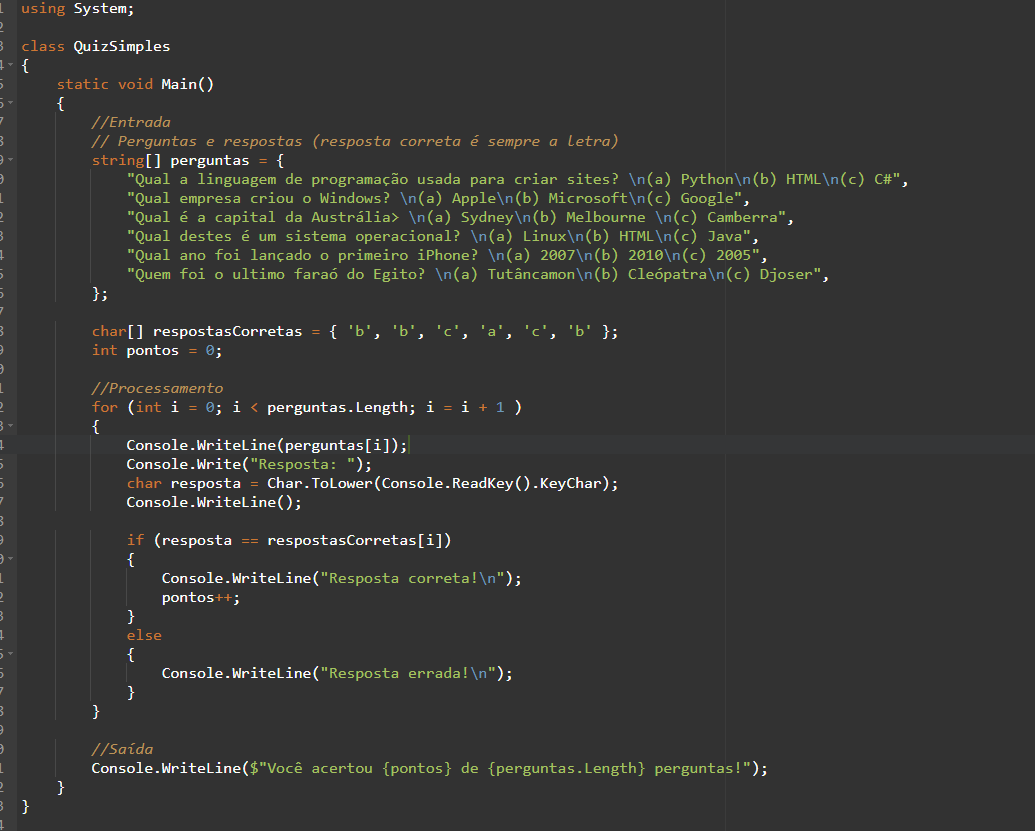 using System;
class QuizSimples
{
static void Main()
{
//Entrada
// Perguntas e respostas (resposta correta é sempre a letra)
string[] perguntas = {
"Qual a linguagem de programação usada para criar sites? \n(a) Python\n(b) HTML\n(c) C#",
"Qual empresa criou o Windows? \n(a) Apple\n(b) Microsoft\n(c) Google",
"Qual é a capital da Austrália> \n(a) Sydney\n(b) Melbourne \n(c) Camberra",
"Qual destes é um sistema operacional? \n(a) Linux\n(b) HTML\n(c) Java",
"Qual ano foi lançado o primeiro iPhone? \n(a) 2007\n(b) 2010\n(c) 2005",
"Quem foi o ultimo faraó do Egito? \n(a) Tutâncamon\n(b) Cleópatra\n(c) Djoser",
};
char[] respostasCorretas = { 'b', 'b', 'c', 'a', 'c', 'b' };
int pontos = 0;
//Processamento
for (int i = 0; i < perguntas.Length; i = i + 1 )
{
Console.WriteLine(perguntas[i]);
Console.Write("Resposta: ");
char resposta = Char.ToLower(Console.ReadKey().KeyChar);
Console.WriteLine();
if (resposta == respostasCorretas[i])
{
Console.WriteLine("Resposta correta!\n");
pontos++;
}
else
{
Console.WriteLine("Resposta errada!\n");
}
}
//Saída
Console.WriteLine($"Você acertou {pontos} de {perguntas.Length} perguntas!");
}
}